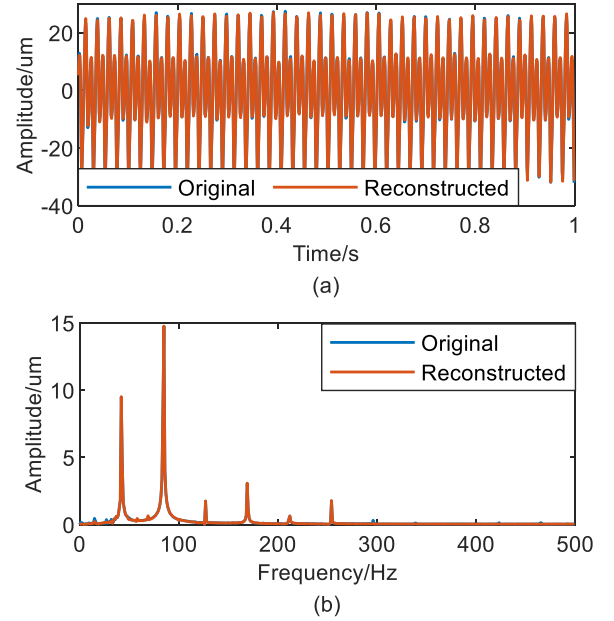 20
0
-20
-40
Amplitude/um
Original Reconstructed
0 0.2 0.4 0.6 0.8 1
Time/s
(a)
15
10
5
0
Amplitude/um
Original
Reconstructed
0 100 200 300 400 500
Frequency/Hz
(b)